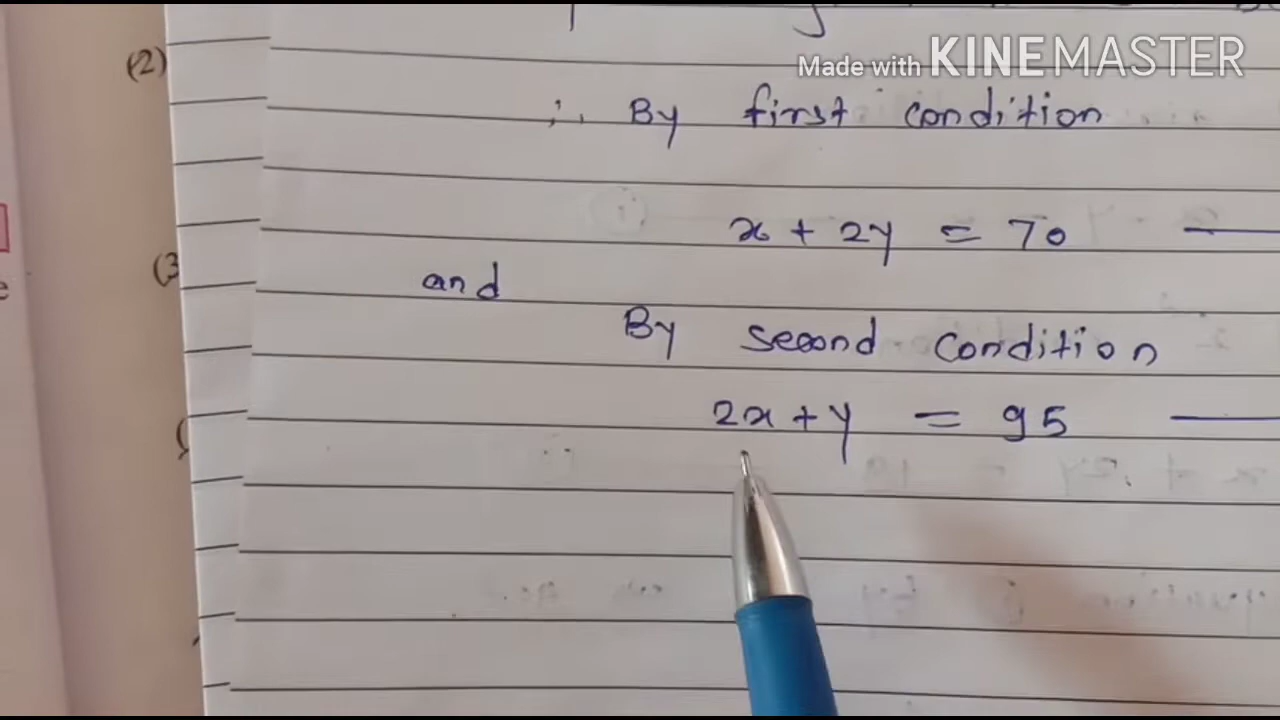 Made with KINEMASTER
(2)
∴ By first condition
x + 2y = 70
and
(3
By second condition
2x + y = 95